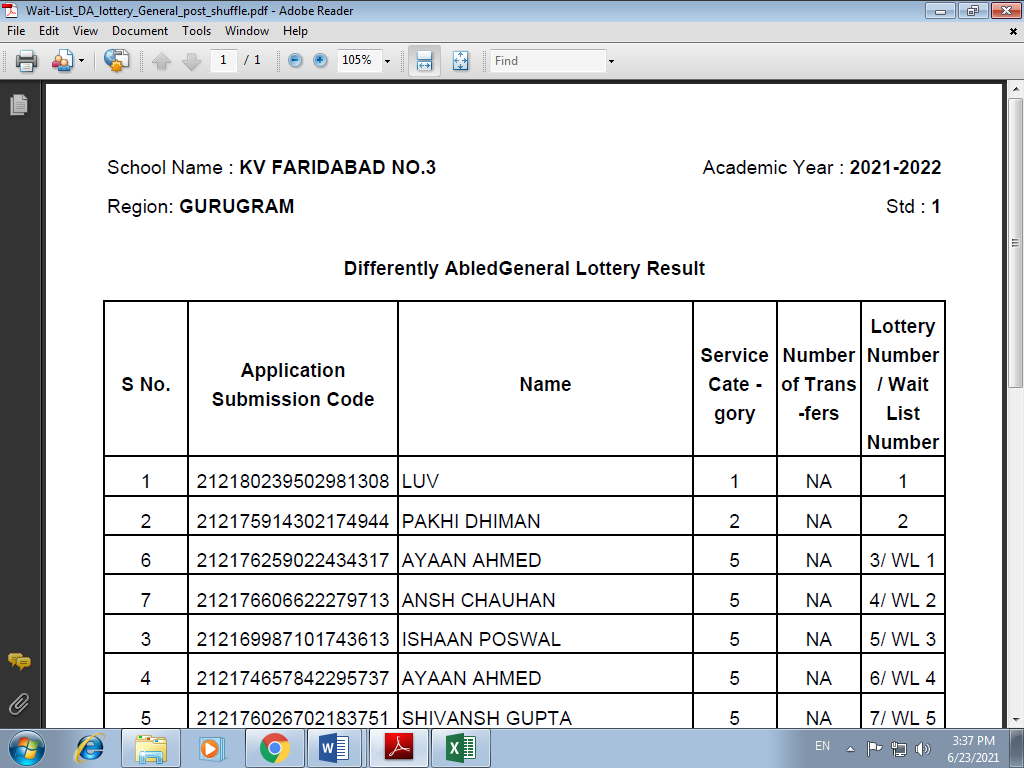 Wait-List_DA_lottery_General_post_shuffle.pdf - Adobe Reader
File Edit View Document Tools Window Help
1 / 1 105% Find
School Name : KV FARIDABAD NO.3 Academic Year : 2021-2022
Region: GURUGRAM Std : 1
Differently AbledGeneral Lottery Result
S No. Application Submission Code Name Service Cate - gory Number of Trans -fers Lottery Number / Wait List Number
1 212180239502981308 LUV 1 NA 1
2 212175914302174944 PAKHI DHIMAN 2 NA 2
6 212176259022434317 AYAAN AHMED 5 NA 3/ WL 1
7 212176606622279713 ANSH CHAUHAN 5 NA 4/ WL 2
3 212169987101743613 ISHAAN POSWAL 5 NA 5/ WL 3
4 212174657842295737 AYAAN AHMED 5 NA 6/ WL 4
5 212176026702183751 SHIVANSH GUPTA 5 NA 7/ WL 5
EN 3:37 PM
6/23/2021